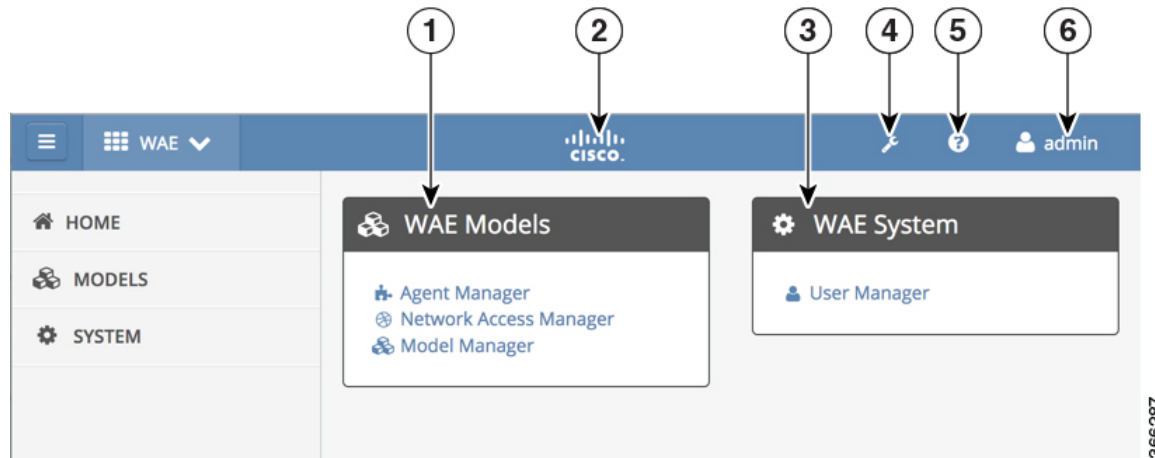 1 2 3 4 5 6
WAE CISCO. ? admin
HOME
MODELS
SYSTEM
WAE Models
Agent Manager
Network Access Manager
Model Manager
WAE System
User Manager
366287